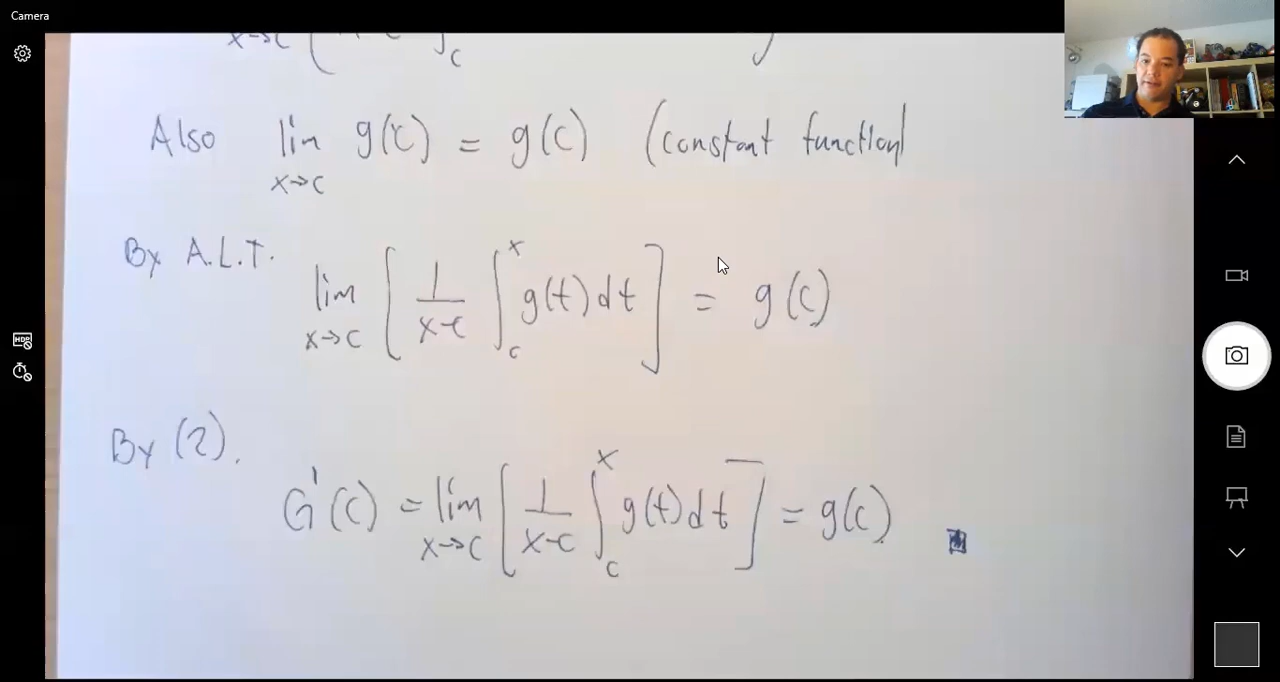 Camera
x→c
c
Also lim g(c) = g(c) (constant function)
x→c
By A.L.T. lim [ 1/(x-c) ∫_c^x g(t)dt ] = g(c)
x→c
By (2).
G'(c) = lim [ 1/(x-c) ∫_c^x g(t)dt ] = g(c) ■
x→c